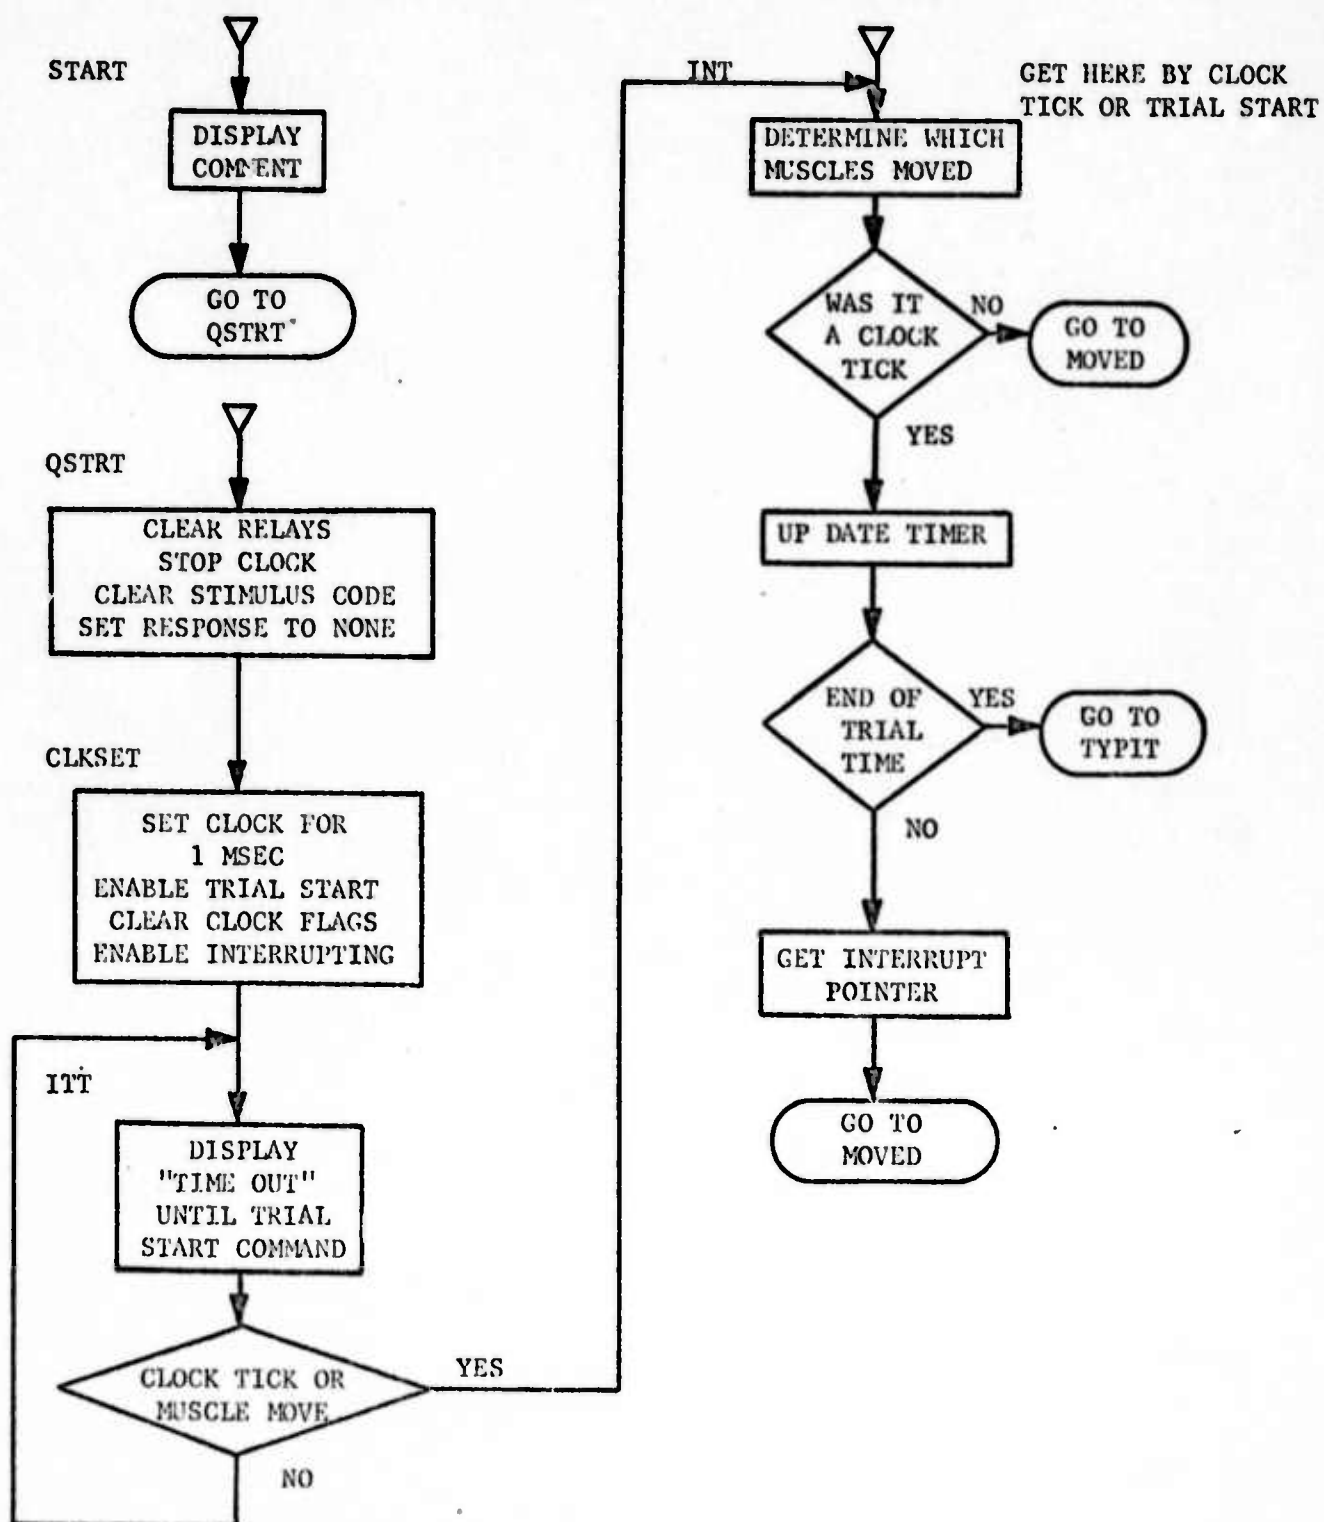 START
DISPLAY
COMMENT
GO TO
QSTRT
QSTRT
CLEAR RELAYS
STOP CLOCK
CLEAR STIMULUS CODE
SET RESPONSE TO NONE
CLKSET
SET CLOCK FOR
1 MSEC
ENABLE TRIAL START
CLEAR CLOCK FLAGS
ENABLE INTERRUPTING
ITT
DISPLAY
"TIME OUT"
UNTIL TRIAL
START COMMAND
CLOCK TICK OR
MUSCLE MOVE
YES
NO
INT
GET HERE BY CLOCK
TICK OR TRIAL START
DETERMINE WHICH
MUSCLES MOVED
WAS IT
A CLOCK
TICK
NO
GO TO
MOVED
YES
UP DATE TIMER
END OF
TRIAL
TIME
YES
GO TO
TYPIT
NO
GET INTERRUPT
POINTER
GO TO
MOVED